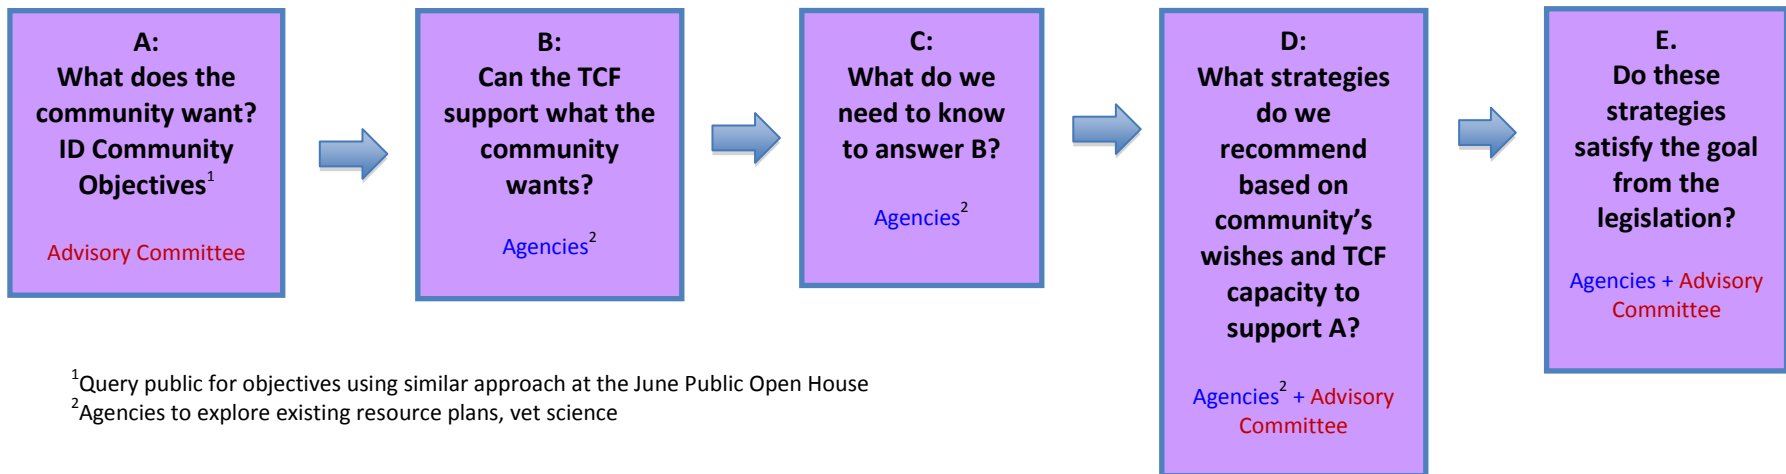 A:
What does the
community want?
ID Community
Objectives¹
Advisory Committee
B:
Can the TCF
support what the
community
wants?
Agencies²
C:
What do we
need to know
to answer B?
Agencies²
D:
What strategies
do we
recommend
based on
community’s
wishes and TCF
capacity to
support A?
Agencies² + Advisory
Committee
E.
Do these
strategies
satisfy the goal
from the
legislation?
Agencies + Advisory
Committee
¹Query public for objectives using similar approach at the June Public Open House
²Agencies to explore existing resource plans, vet science